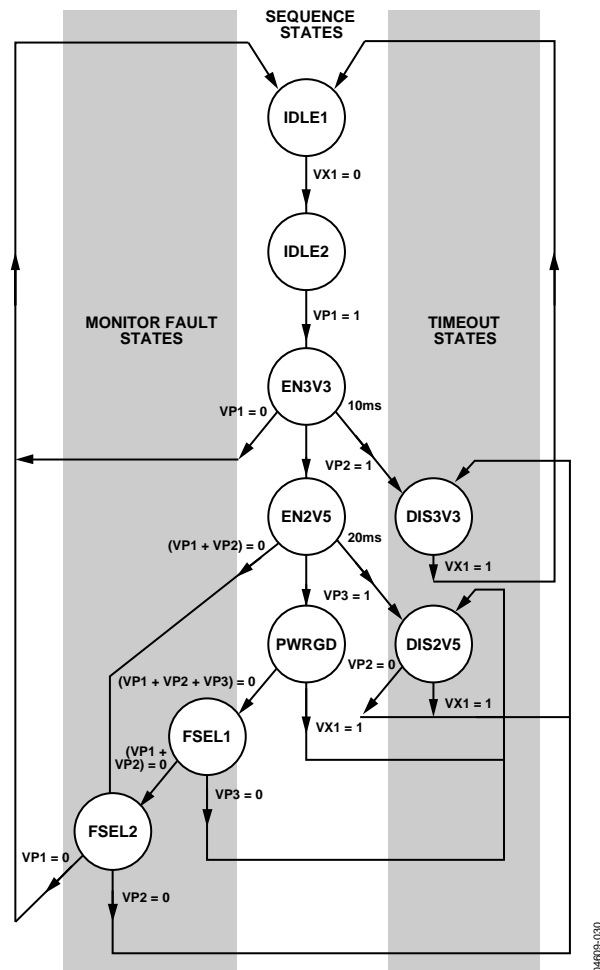 SEQUENCE
STATES
IDLE1
VX1 = 0
IDLE2
VP1 = 1
MONITOR FAULT
STATES
TIMEOUT
STATES
EN3V3
VP1 = 0
10ms
VP2 = 1
EN2V5
DIS3V3
(VP1 + VP2) = 0
20ms
VX1 = 1
VP3 = 1
PWRGD
DIS2V5
VP2 = 0
(VP1 + VP2 + VP3) = 0
VX1 = 1
FSEL1
VX1 = 1
(VP1 +
VP2) = 0
VP3 = 0
FSEL2
VP1 = 0
VP2 = 0
04609-030